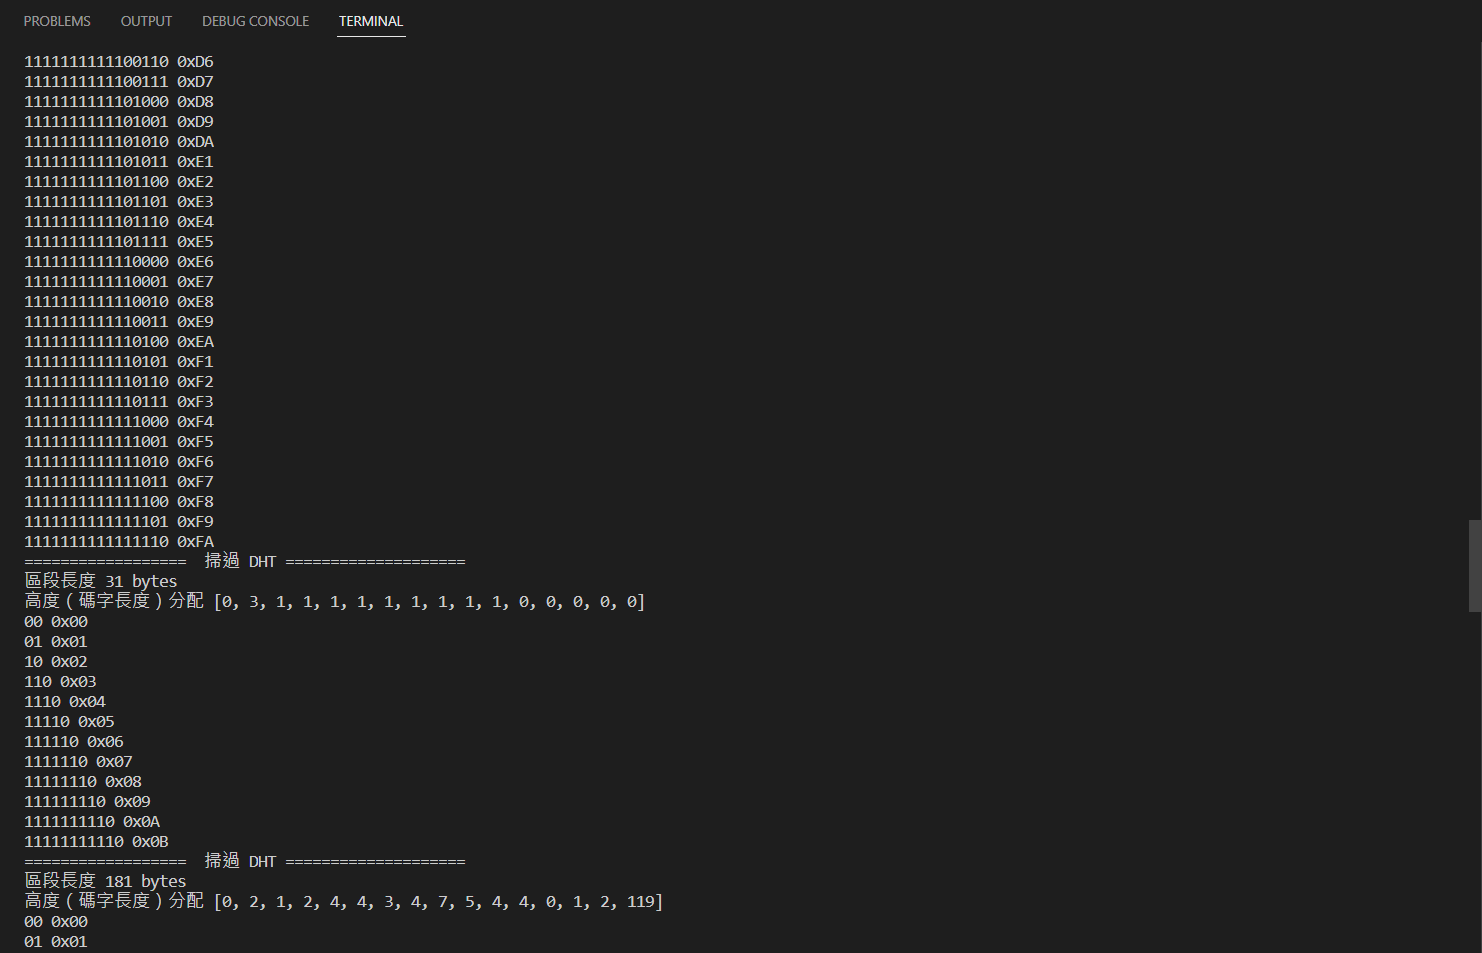 PROBLEMS OUTPUT DEBUG CONSOLE TERMINAL
1111111111100110 0xD6
1111111111100111 0xD7
1111111111101000 0xD8
1111111111101001 0xD9
1111111111101010 0xDA
1111111111101011 0xE1
1111111111101100 0xE2
1111111111101101 0xE3
1111111111101110 0xE4
1111111111101111 0xE5
1111111111110000 0xE6
1111111111110001 0xE7
1111111111110010 0xE8
1111111111110011 0xE9
1111111111110100 0xEA
1111111111110101 0xF1
1111111111110110 0xF2
1111111111110111 0xF3
1111111111111000 0xF4
1111111111111001 0xF5
1111111111111010 0xF6
1111111111111011 0xF7
1111111111111100 0xF8
1111111111111101 0xF9
1111111111111110 0xFA
==================  掃過 DHT ====================
區段長度 31 bytes
高度（碼字長度）分配 [0, 3, 1, 1, 1, 1, 1, 1, 1, 1, 1, 0, 0, 0, 0, 0]
00 0x00
01 0x01
10 0x02
110 0x03
1110 0x04
11110 0x05
111110 0x06
1111110 0x07
11111110 0x08
111111110 0x09
1111111110 0x0A
11111111110 0x0B
==================  掃過 DHT ====================
區段長度 181 bytes
高度（碼字長度）分配 [0, 2, 1, 2, 4, 4, 3, 4, 7, 5, 4, 4, 0, 1, 2, 119]
00 0x00
01 0x01